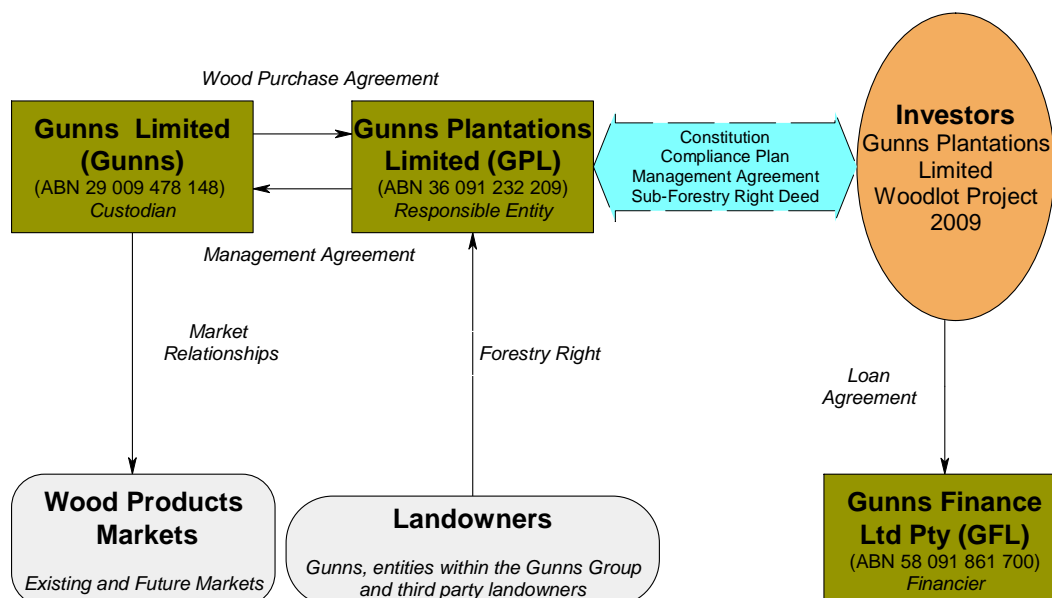 Wood Purchase Agreement
Gunns Limited
(Gunns)
(ABN 29 009 478 148)
Custodian
Gunns Plantations
Limited (GPL)
(ABN 36 091 232 209)
Responsible Entity
Constitution
Compliance Plan
Management Agreement
Sub-Forestry Right Deed
Investors
Gunns Plantations
Limited
Woodlot Project
2009
Management Agreement
Market
Relationships
Forestry Right
Loan
Agreement
Wood Products
Markets
Existing and Future Markets
Landowners
Gunns, entities within the Gunns Group
and third party landowners
Gunns Finance
Ltd Pty (GFL)
(ABN 58 091 861 700)
Financier